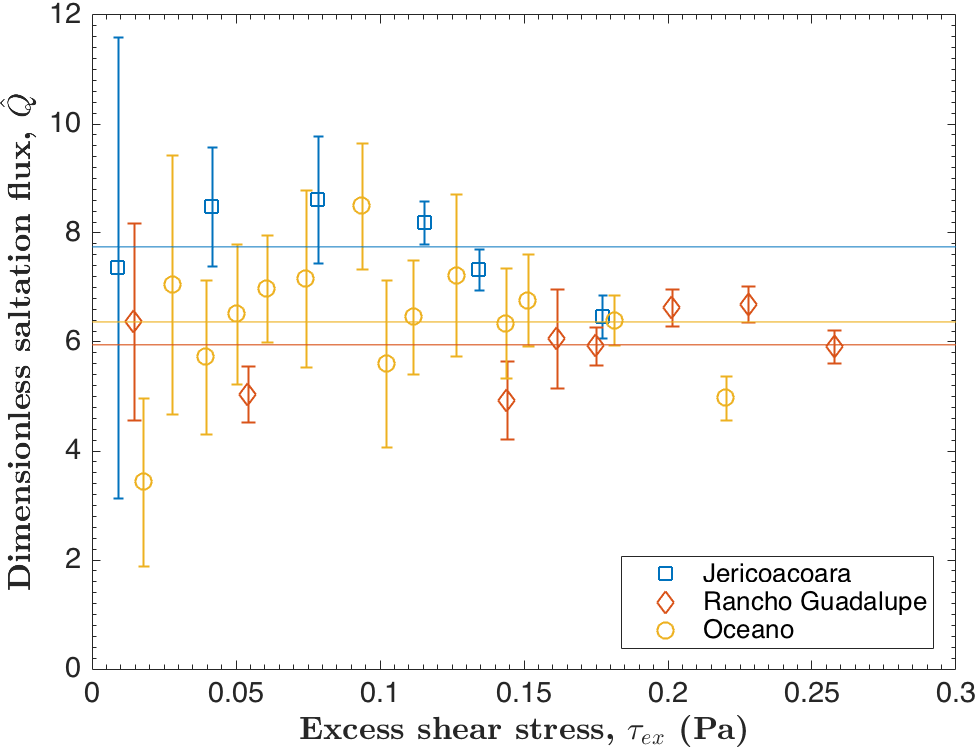 12
10
8
6
4
2
0
Dimensionless saltation flux, Q̂
0 0.05 0.1 0.15 0.2 0.25 0.3
Excess shear stress, τex (Pa)
Jericoacoara
Rancho Guadalupe
Oceano